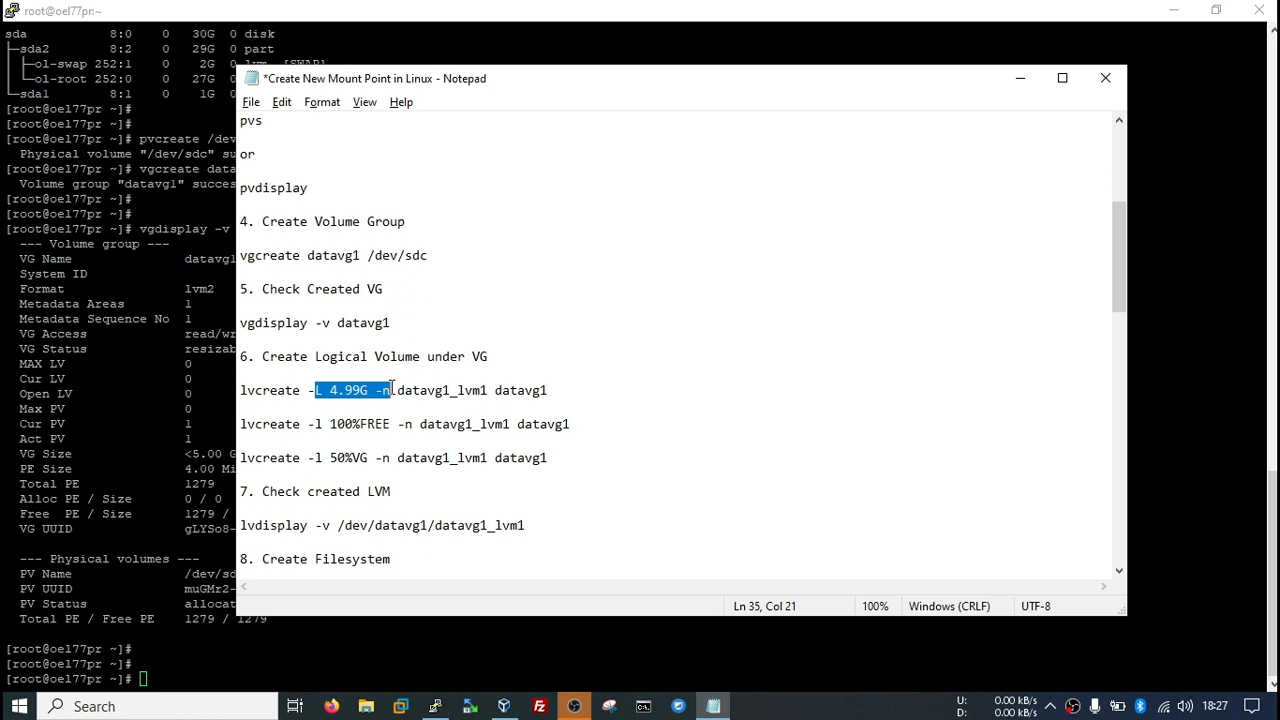 root@oel77pr:~
sda 8:0 0 30G 0 disk
├─sda2 8:2 0 29G 0 part
├─ol-swap 252:1 0 2G 0 lvm [SWAP]
└─ol-root 252:0 0 27G 0
└─sda1 8:1 0 1G 0
[root@oel77pr ~]#
[root@oel77pr ~]#
[root@oel77pr ~]# pvcreate /dev
Physical volume "/dev/sdc" su
[root@oel77pr ~]# vgcreate data
Volume group "datavg1" succes
[root@oel77pr ~]#
[root@oel77pr ~]#
[root@oel77pr ~]# vgdisplay -v
--- Volume group ---
VG Name datavg1
System ID
Format lvm2
Metadata Areas 1
Metadata Sequence No 1
VG Access read/wr
VG Status resizab
MAX LV 0
Cur LV 0
Open LV 0
Max PV 0
Cur PV 1
Act PV 1
VG Size <5.00 G
PE Size 4.00 Mi
Total PE 1279
Alloc PE / Size 0 / 0
Free PE / Size 1279 /
VG UUID gLYSo8-
--- Physical volumes ---
PV Name /dev/sd
PV UUID muGMr2-
PV Status allocat
Total PE / Free PE 1279 / 1279
[root@oel77pr ~]#
[root@oel77pr ~]#
[root@oel77pr ~]#
*Create New Mount Point in Linux - Notepad
File Edit Format View Help
pvs
or
pvdisplay
4. Create Volume Group
vgcreate datavg1 /dev/sdc
5. Check Created VG
vgdisplay -v datavg1
6. Create Logical Volume under VG
lvcreate -L 4.99G -n datavg1_lvm1 datavg1
lvcreate -l 100%FREE -n datavg1_lvm1 datavg1
lvcreate -l 50%VG -n datavg1_lvm1 datavg1
7. Check created LVM
lvdisplay -v /dev/datavg1/datavg1_lvm1
8. Create Filesystem
Ln 35, Col 21 100% Windows (CRLF) UTF-8
Search
U: 0.00 kB/s
D: 0.00 kB/s
18:27